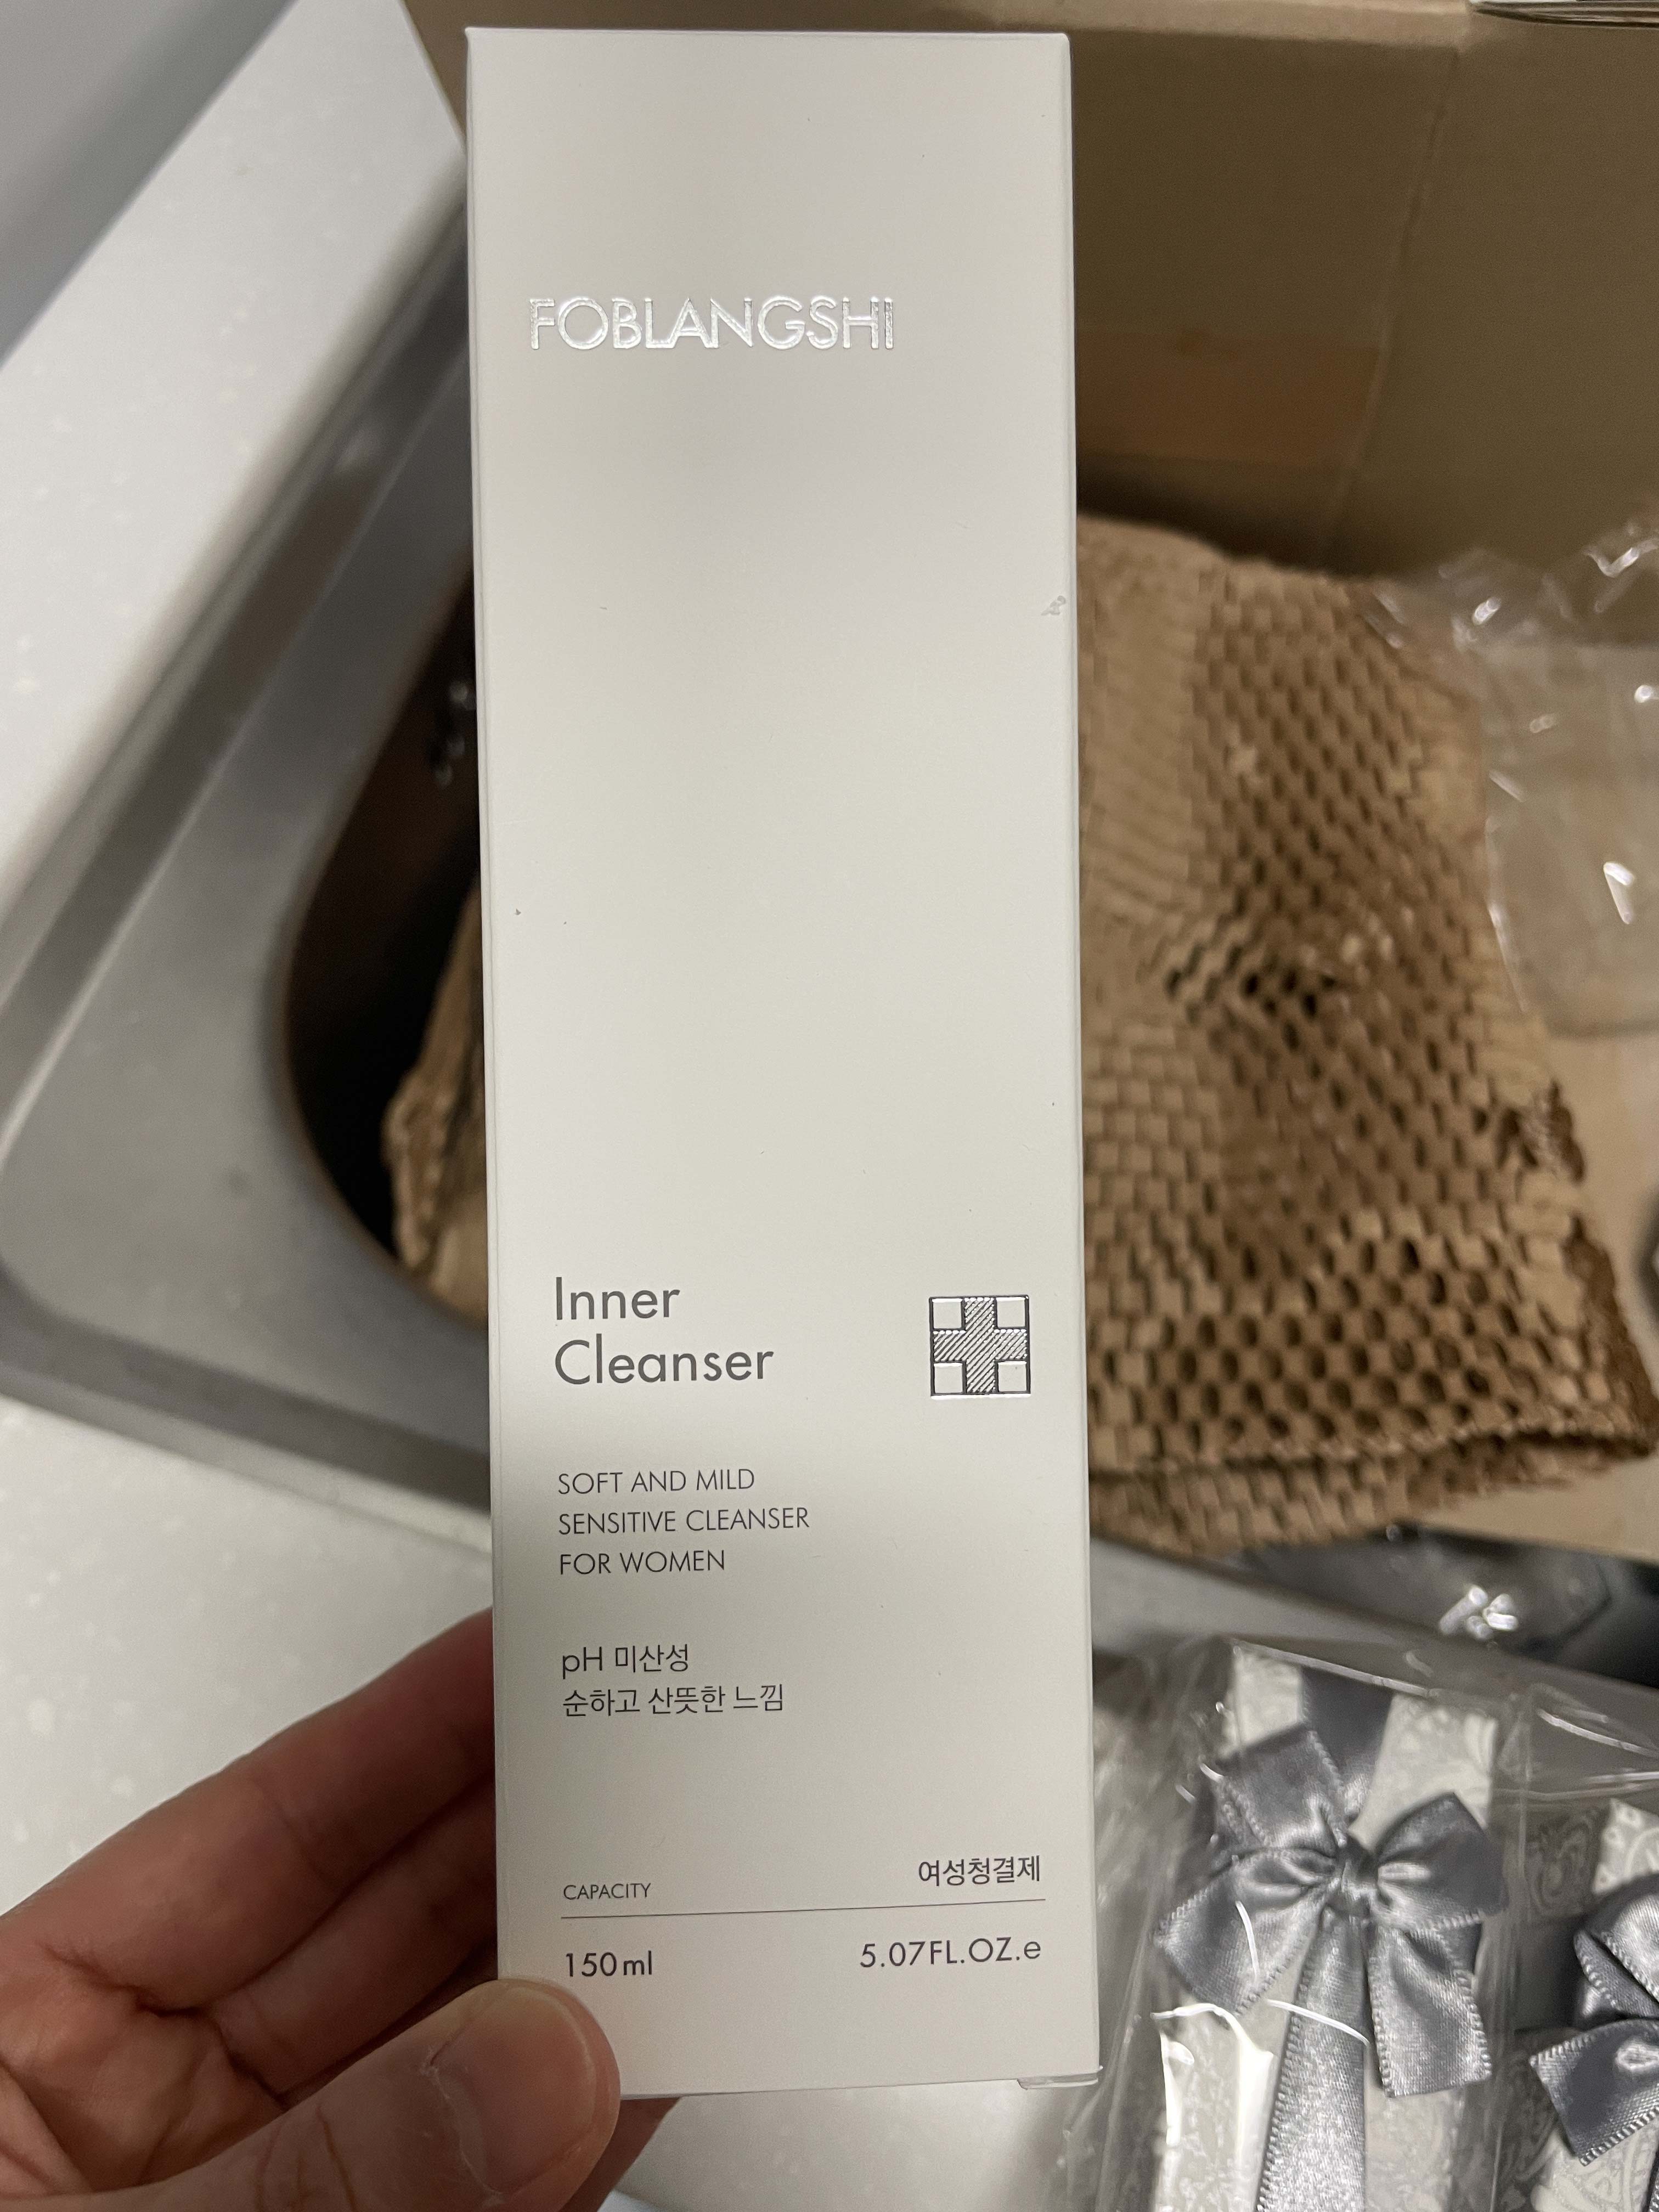 FOBLANGSHI
Inner
Cleanser
SOFT AND MILD
SENSITIVE CLEANSER
FOR WOMEN
pH 미산성
순하고 산뜻한 느낌
여성청결제
CAPACITY
150ml 5.07FL.OZ.e